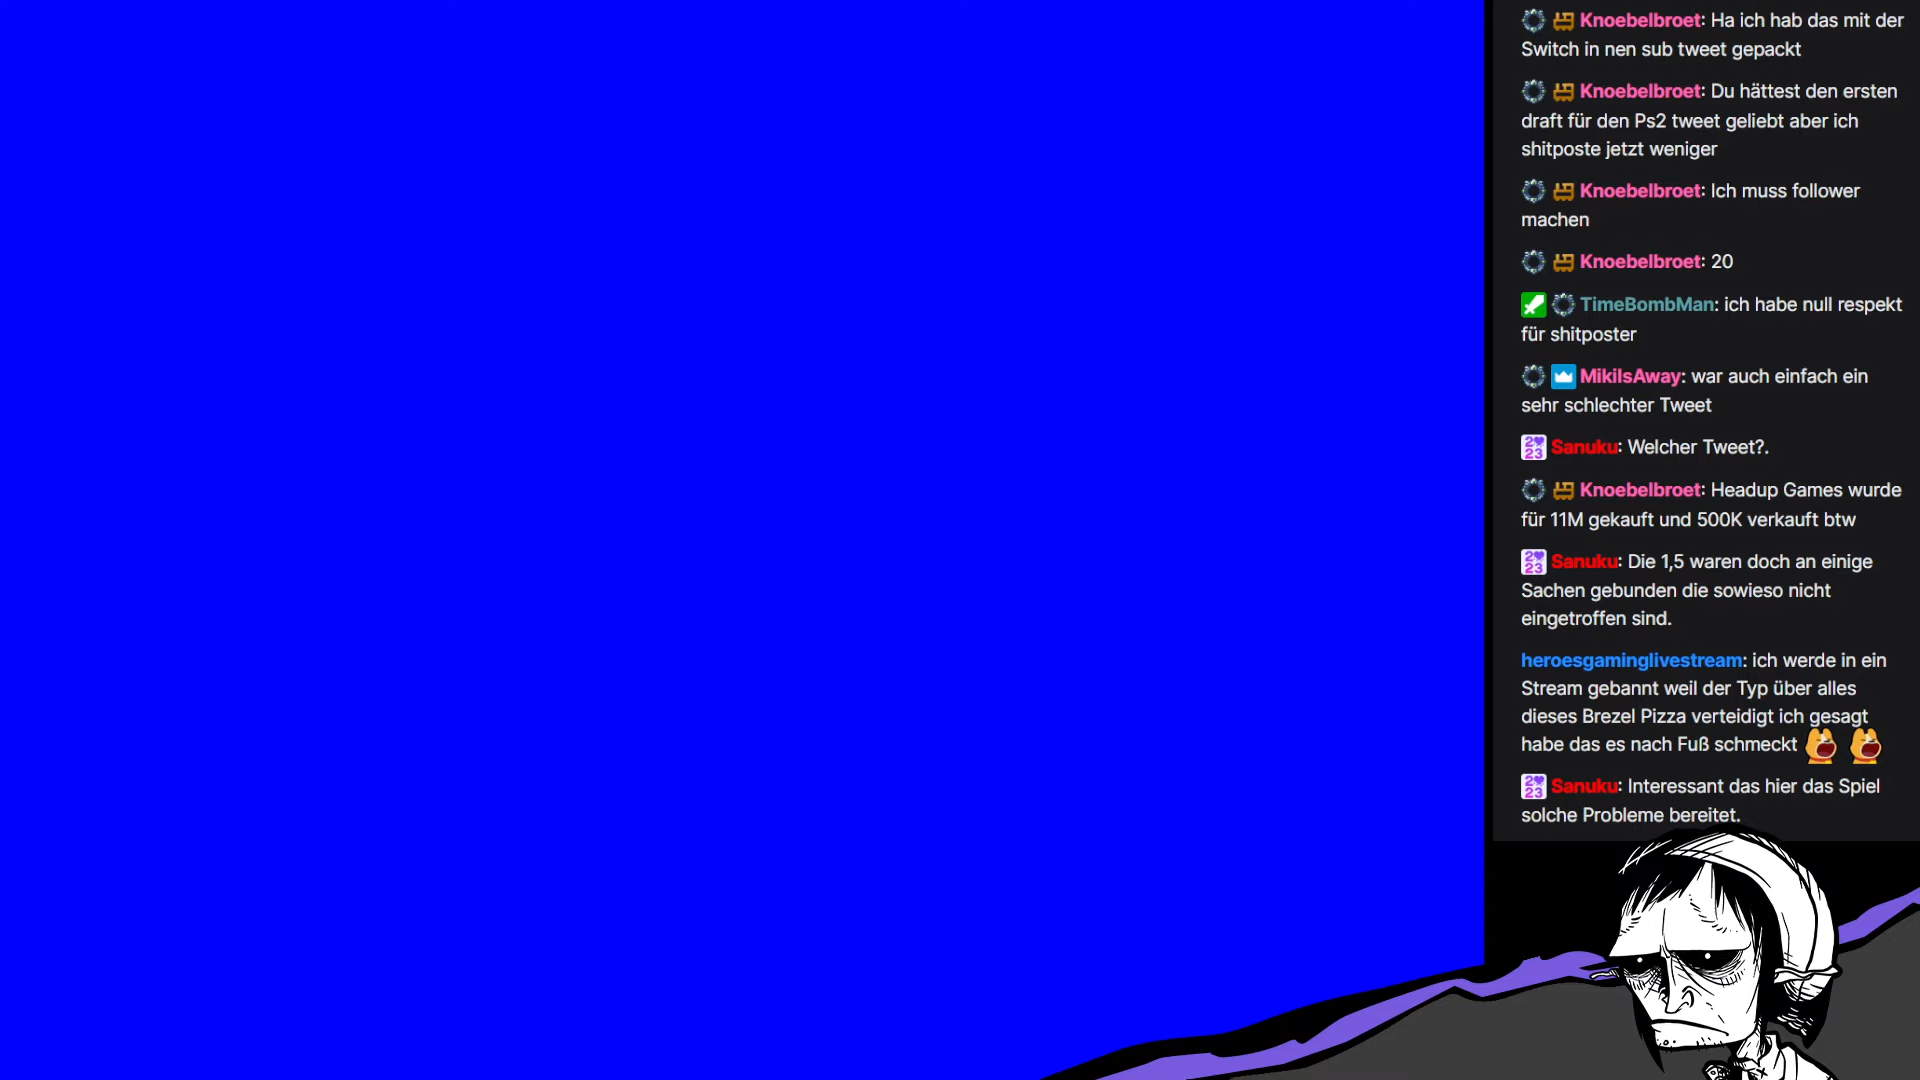 Knoebelbroet: Ha ich hab das mit der
Switch in nen sub tweet gepackt
Knoebelbroet: Du hättest den ersten
draft für den Ps2 tweet geliebt aber ich
shitposte jetzt weniger
Knoebelbroet: Ich muss follower
machen
Knoebelbroet: 20
TimeBombMan: ich habe null respekt
für shitposter
MikiIsAway: war auch einfach ein
sehr schlechter Tweet
2023 Sanuku: Welcher Tweet?.
Knoebelbroet: Headup Games wurde
für 11M gekauft und 500K verkauft btw
2023 Sanuku: Die 1,5 waren doch an einige
Sachen gebunden die sowieso nicht
eingetroffen sind.
heroesgaminglivestream: ich werde in ein
Stream gebannt weil der Typ über alles
dieses Brezel Pizza verteidigt ich gesagt
habe das es nach Fuß schmeckt
2023 Sanuku: Interessant das hier das Spiel
solche Probleme bereitet.